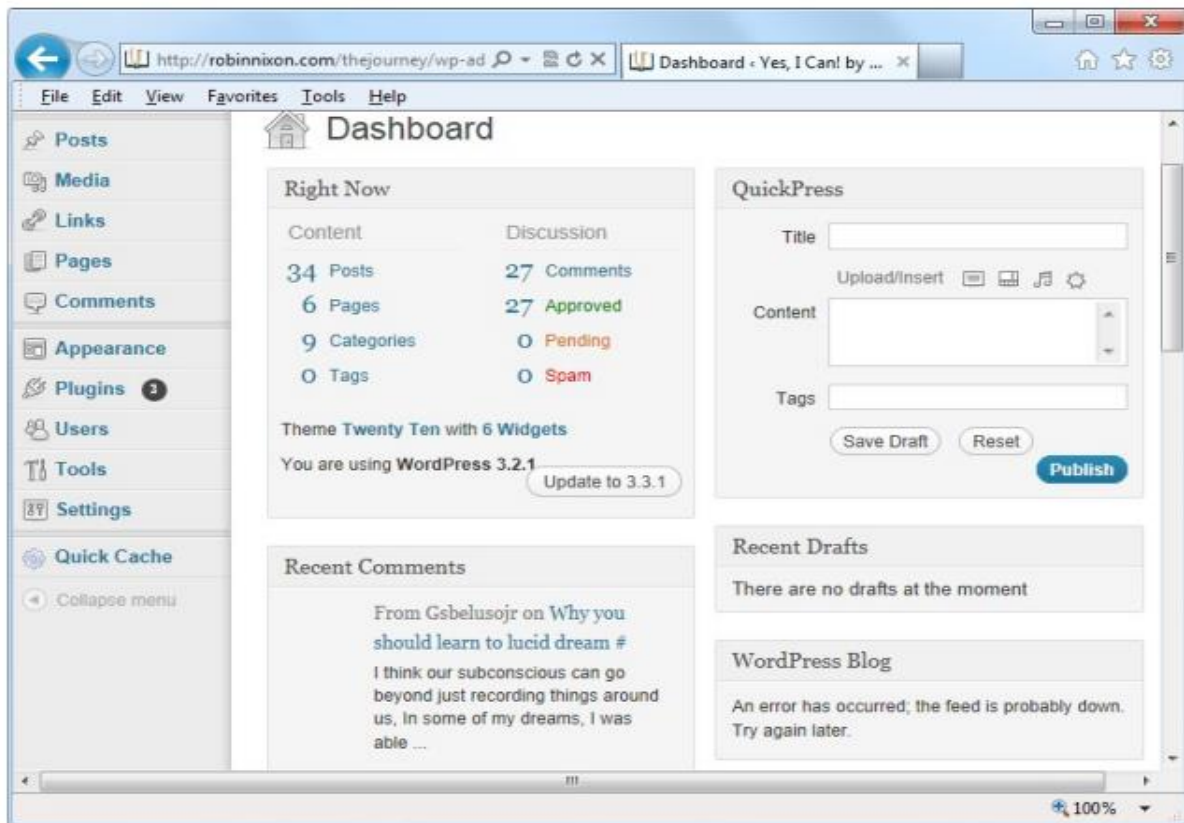 http://robinnixon.com/thejourney/wp-ad
Dashboard ‹ Yes, I Can! by ...
File Edit View Favorites Tools Help
Posts
Media
Links
Pages
Comments
Appearance
Plugins 3
Users
Tools
Settings
Quick Cache
Collapse menu
Dashboard
Right Now
Content Discussion
34 Posts 27 Comments
6 Pages 27 Approved
9 Categories 0 Pending
0 Tags 0 Spam
Theme Twenty Ten with 6 Widgets
You are using WordPress 3.2.1
Update to 3.3.1
Recent Comments
From Gsbelusojr on Why you
should learn to lucid dream #
I think our subconscious can go
beyond just recording things around
us, In some of my dreams, I was
able ...
QuickPress
Title
Upload/Insert
Content
Tags
Save Draft Reset
Publish
Recent Drafts
There are no drafts at the moment
WordPress Blog
An error has occurred; the feed is probably down.
Try again later.
100%